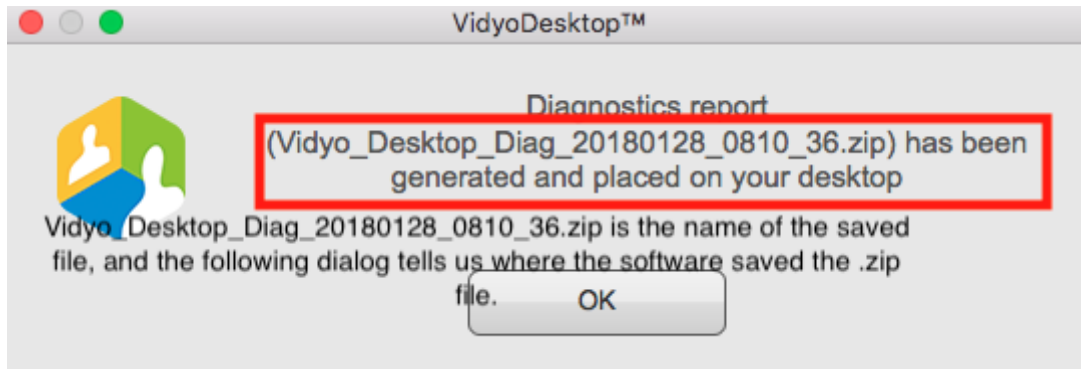 VidyoDesktop™
Diagnostics report
(Vidyo_Desktop_Diag_20180128_0810_36.zip) has been
generated and placed on your desktop
Vidyo_Desktop_Diag_20180128_0810_36.zip is the name of the saved
file, and the following dialog tells us where the software saved the .zip
file.
OK